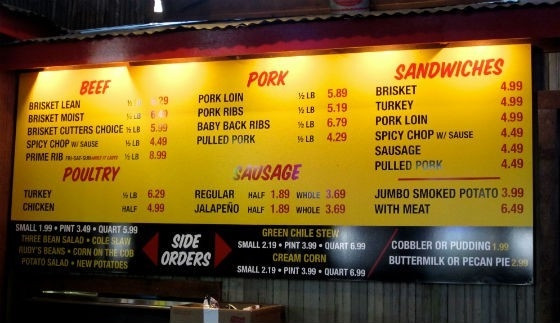 BEEF
BRISKET LEAN ½ LB
BRISKET MOIST ½ LB
BRISKET CUTTERS CHOICE ½ LB 5.99
SPICY CHOP W/ SAUSE ½ LB 4.49
PRIME RIB ½ LB 8.99
POULTRY
TURKEY ½ LB 6.29
CHICKEN HALF 4.99
PORK
PORK LOIN ½ LB 5.89
PORK RIBS ½ LB 5.19
BABY BACK RIBS ½ LB 6.79
PULLED PORK ½ LB 4.29
SAUSAGE
REGULAR HALF 1.89 WHOLE 3.69
JALAPEÑO HALF 1.89 WHOLE 3.69
SANDWICHES
BRISKET 4.99
TURKEY 4.99
PORK LOIN 4.99
SPICY CHOP W/ SAUSE 4.49
SAUSAGE 4.49
PULLED PORK 4.49
JUMBO SMOKED POTATO 3.99
WITH MEAT 6.49
SMALL 1.99 • PINT 3.49 • QUART 5.99
THREE BEAN SALAD • COLE SLAW
RUDY'S BEANS • CORN ON THE COB
POTATO SALAD • NEW POTATOES
SIDE
ORDERS
GREEN CHILE STEW
SMALL 2.19 • PINT 3.99 • QUART 6.99
CREAM CORN
SMALL 2.19 • PINT 3.99 • QUART 6.99
COBBLER OR PUDDING 1.99
BUTTERMILK OR PECAN PIE 2.99